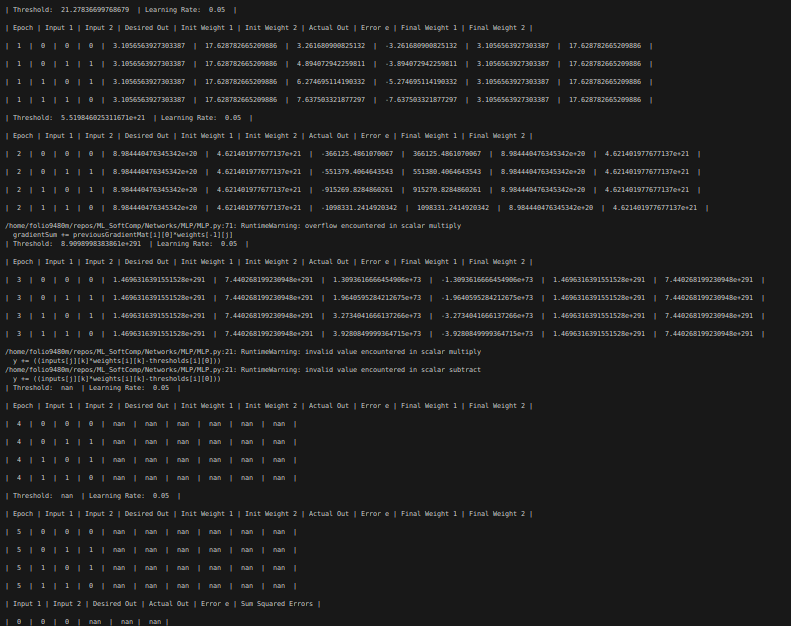 | Threshold:  21.27836699768679  | Learning Rate:  0.05  |
| Epoch | Input 1 | Input 2 | Desired Out | Init Weight 1 | Init Weight 2 | Actual Out | Error e | Final Weight 1 | Final Weight 2 |
|  1  |  0  |  0  |  0  |  3.1056563927303387  |  17.628782665209886  |  3.261680900825132  |  -3.261680900825132  |  3.1056563927303387  |  17.628782665209886  |
|  1  |  0  |  1  |  1  |  3.1056563927303387  |  17.628782665209886  |  4.894072942259811  |  -3.894072942259811  |  3.1056563927303387  |  17.628782665209886  |
|  1  |  1  |  0  |  1  |  3.1056563927303387  |  17.628782665209886  |  6.274695114190332  |  -5.274695114190332  |  3.1056563927303387  |  17.628782665209886  |
|  1  |  1  |  1  |  0  |  3.1056563927303387  |  17.628782665209886  |  7.637503321877297  |  -7.637503321877297  |  3.1056563927303387  |  17.628782665209886  |
| Threshold:  5.519846025311671e+21  | Learning Rate:  0.05  |
| Epoch | Input 1 | Input 2 | Desired Out | Init Weight 1 | Init Weight 2 | Actual Out | Error e | Final Weight 1 | Final Weight 2 |
|  2  |  0  |  0  |  0  |  8.984440476345342e+20  |  4.621401977677137e+21  |  -366125.4861070067  |  366125.4861070067  |  8.984440476345342e+20  |  4.621401977677137e+21  |
|  2  |  0  |  1  |  1  |  8.984440476345342e+20  |  4.621401977677137e+21  |  -551379.4064643543  |  551380.4064643543  |  8.984440476345342e+20  |  4.621401977677137e+21  |
|  2  |  1  |  0  |  1  |  8.984440476345342e+20  |  4.621401977677137e+21  |  -915269.8284860261  |  915270.8284860261  |  8.984440476345342e+20  |  4.621401977677137e+21  |
|  2  |  1  |  1  |  0  |  8.984440476345342e+20  |  4.621401977677137e+21  |  -1098331.2414920342  |  1098331.2414920342  |  8.984440476345342e+20  |  4.621401977677137e+21  |
/home/folio9480m/repos/ML_SoftComp/Networks/MLP/MLP.py:71: RuntimeWarning: overflow encountered in scalar multiply
  gradientSum += previousGradientMat[i][0]*weights[-1][j]
| Threshold:  8.9098998383861e+291  | Learning Rate:  0.05  |
| Epoch | Input 1 | Input 2 | Desired Out | Init Weight 1 | Init Weight 2 | Actual Out | Error e | Final Weight 1 | Final Weight 2 |
|  3  |  0  |  0  |  0  |  1.4696316391551528e+291  |  7.440268199230948e+291  |  1.3093616666454906e+73  |  -1.3093616666454906e+73  |  1.4696316391551528e+291  |  7.440268199230948e+291  |
|  3  |  0  |  1  |  1  |  1.4696316391551528e+291  |  7.440268199230948e+291  |  1.9640595284212675e+73  |  -1.9640595284212675e+73  |  1.4696316391551528e+291  |  7.440268199230948e+291  |
|  3  |  1  |  0  |  1  |  1.4696316391551528e+291  |  7.440268199230948e+291  |  3.2734041666137266e+73  |  -3.2734041666137266e+73  |  1.4696316391551528e+291  |  7.440268199230948e+291  |
|  3  |  1  |  1  |  0  |  1.4696316391551528e+291  |  7.440268199230948e+291  |  3.9280849999364715e+73  |  -3.9280849999364715e+73  |  1.4696316391551528e+291  |  7.440268199230948e+291  |
/home/folio9480m/repos/ML_SoftComp/Networks/MLP/MLP.py:21: RuntimeWarning: invalid value encountered in scalar multiply
  y += ((inputs[j][k]*weights[i][k]-thresholds[i][0]))
/home/folio9480m/repos/ML_SoftComp/Networks/MLP/MLP.py:21: RuntimeWarning: invalid value encountered in scalar subtract
  y += ((inputs[j][k]*weights[i][k]-thresholds[i][0]))
| Threshold:  nan  | Learning Rate:  0.05  |
| Epoch | Input 1 | Input 2 | Desired Out | Init Weight 1 | Init Weight 2 | Actual Out | Error e | Final Weight 1 | Final Weight 2 |
|  4  |  0  |  0  |  0  |  nan  |  nan  |  nan  |  nan  |  nan  |  nan  |
|  4  |  0  |  1  |  1  |  nan  |  nan  |  nan  |  nan  |  nan  |  nan  |
|  4  |  1  |  0  |  1  |  nan  |  nan  |  nan  |  nan  |  nan  |  nan  |
|  4  |  1  |  1  |  0  |  nan  |  nan  |  nan  |  nan  |  nan  |  nan  |
| Threshold:  nan  | Learning Rate:  0.05  |
| Epoch | Input 1 | Input 2 | Desired Out | Init Weight 1 | Init Weight 2 | Actual Out | Error e | Final Weight 1 | Final Weight 2 |
|  5  |  0  |  0  |  0  |  nan  |  nan  |  nan  |  nan  |  nan  |  nan  |
|  5  |  0  |  1  |  1  |  nan  |  nan  |  nan  |  nan  |  nan  |  nan  |
|  5  |  1  |  0  |  1  |  nan  |  nan  |  nan  |  nan  |  nan  |  nan  |
|  5  |  1  |  1  |  0  |  nan  |  nan  |  nan  |  nan  |  nan  |  nan  |
| Input 1 | Input 2 | Desired Out | Actual Out | Error e | Sum Squared Errors |
|  0  |  0  |  0  |  nan  |  nan |  nan |